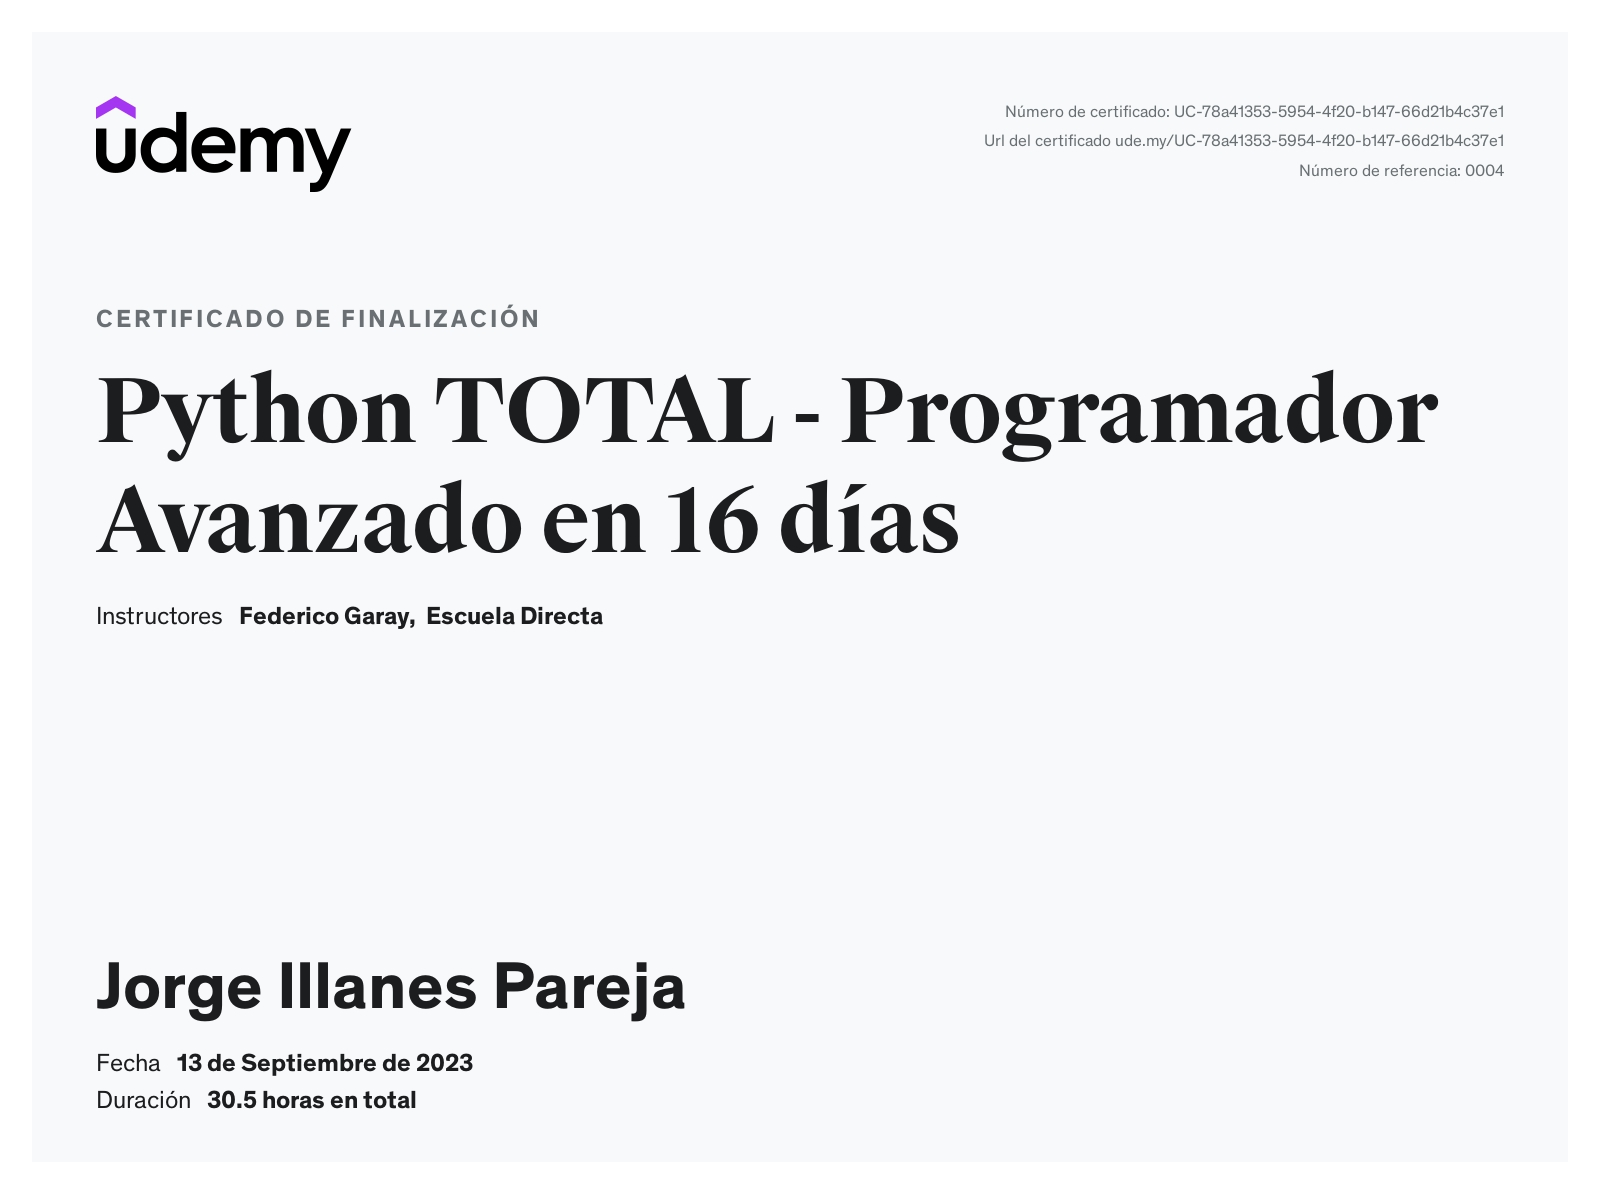 udemy
Número de certificado: UC-78a41353-5954-4f20-b147-66d21b4c37e1
Url del certificado ude.my/UC-78a41353-5954-4f20-b147-66d21b4c37e1
Número de referencia: 0004
CERTIFICADO DE FINALIZACIÓN
Python TOTAL - Programador
Avanzado en 16 días
Instructores Federico Garay, Escuela Directa
Jorge Illanes Pareja
Fecha 13 de Septiembre de 2023
Duración 30.5 horas en total